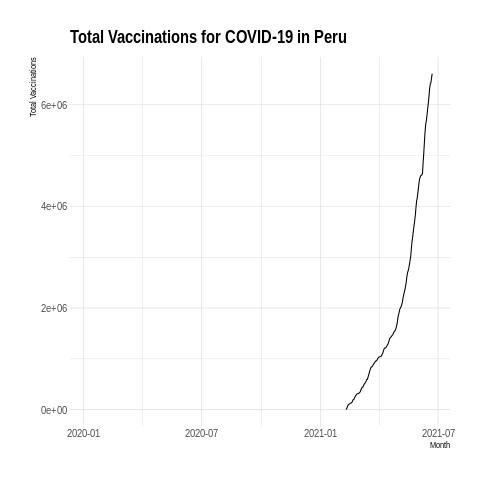 Total Vaccinations for COVID-19 in Peru
Total Vaccinations
6e+06
4e+06
2e+06
0e+00
2020-01 2020-07 2021-01 2021-07
Month